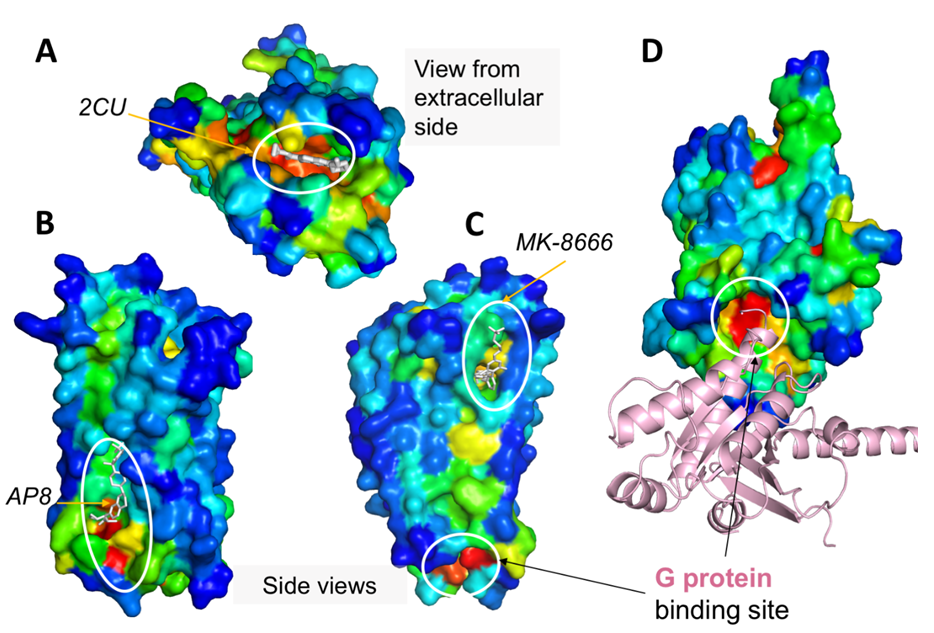 A
2CU
View from
extracellular
side
D
B
C
MK-8666
AP8
Side views
G protein
binding site